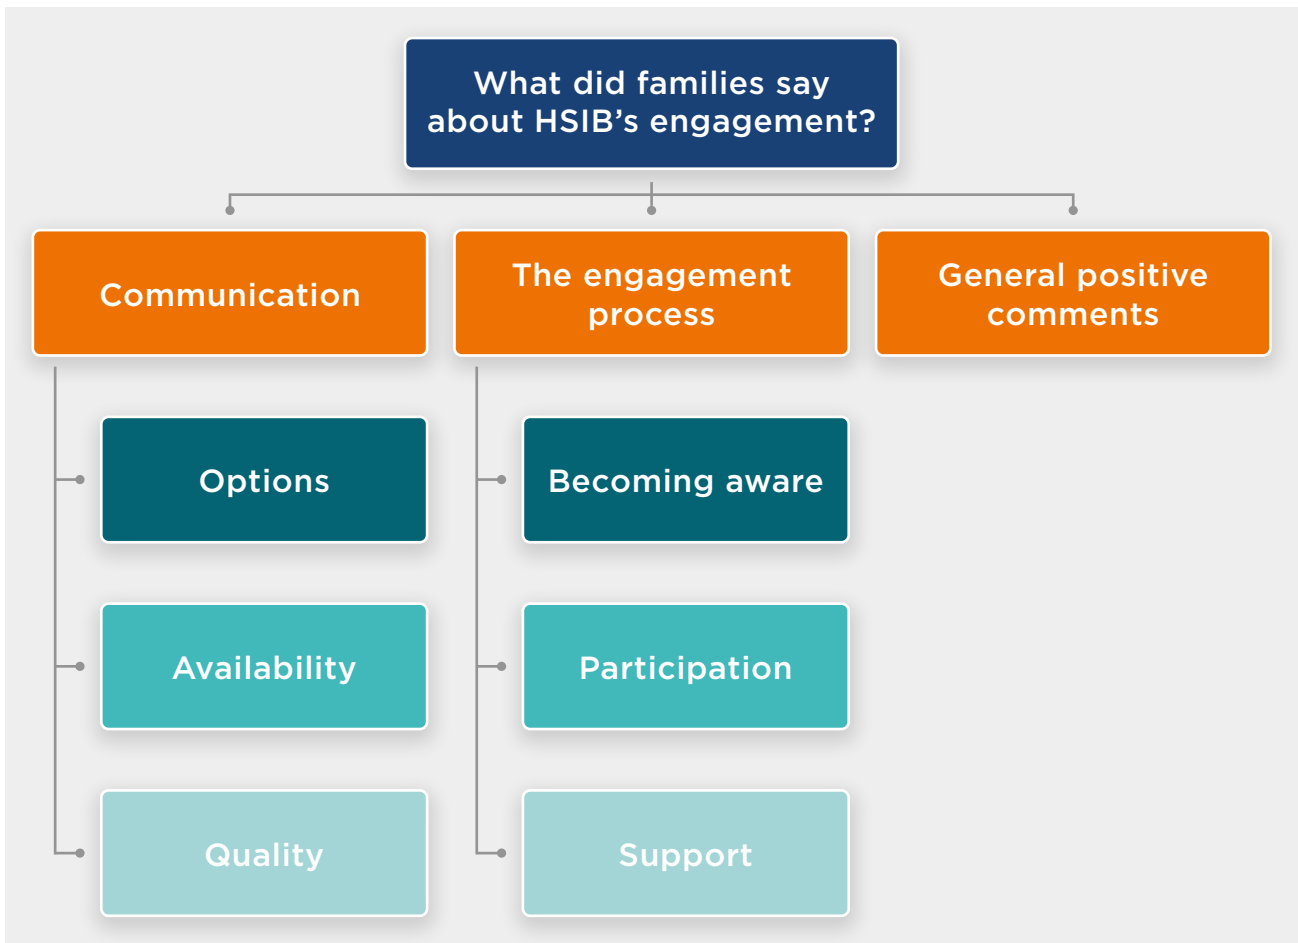 What did families say
about HSIB’s engagement?
Communication
The engagement
process
General positive
comments
Options
Becoming aware
Availability
Participation
Quality
Support